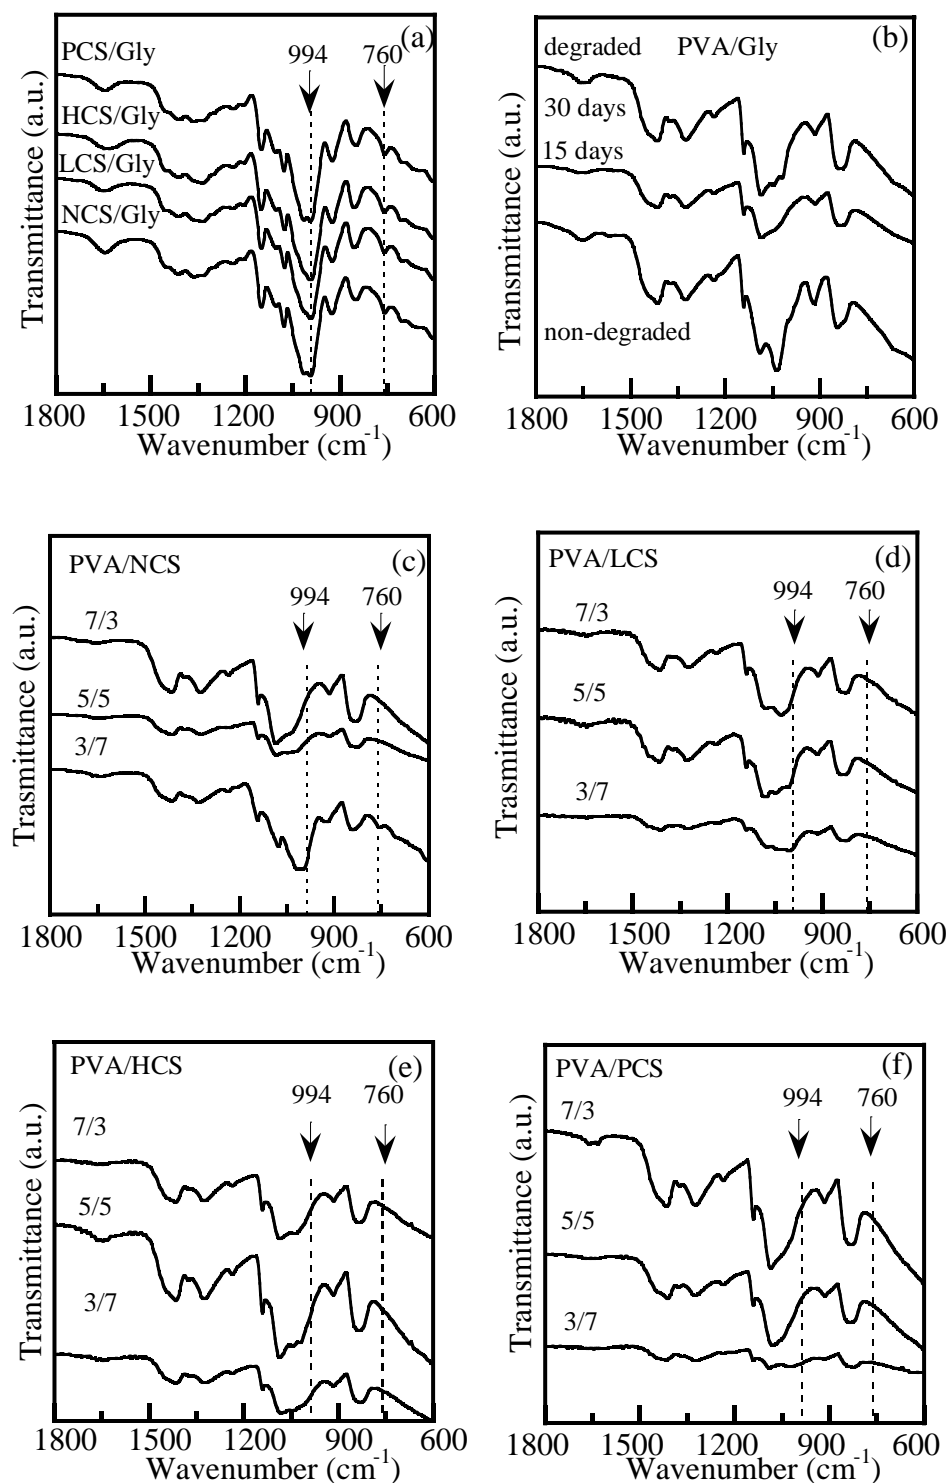 (a)
994
760
PCS/Gly
HCS/Gly
LCS/Gly
NCS/Gly
Transmittance (a.u.)
1800 1500 1200 900 600
Wavenumber (cm-1)
(b)
degraded PVA/Gly
30 days
15 days
non-degraded
Transmittance (a.u.)
1800 1500 1200 900 600
Wavenumber (cm-1)
(c)
PVA/NCS
994 760
7/3
5/5
3/7
Trasmittance (a.u.)
1800 1500 1200 900 600
Wavenumber (cm-1)
(d)
PVA/LCS
994 760
7/3
5/5
3/7
Trasmittance (a.u.)
1800 1500 1200 900 600
Wavenumber (cm-1)
(e)
PVA/HCS
994 760
7/3
5/5
3/7
Transmittance (a.u.)
1800 1500 1200 900 600
Wavenumber (cm-1)
(f)
PVA/PCS
994 760
7/3
5/5
3/7
Transmittance (a.u.)
1800 1500 1200 900 600
Wavenumber (cm-1)